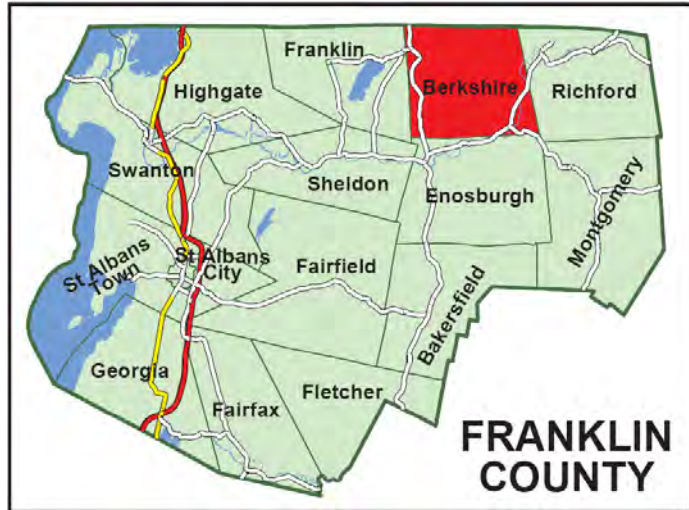 Franklin
Berkshire
Highgate
Richford
Swanton
Sheldon
Enosburgh
Montgomery
St Albans
City
St Albans
Town
Fairfield
Bakersfield
Georgia
Fletcher
Fairfax
FRANKLIN
COUNTY